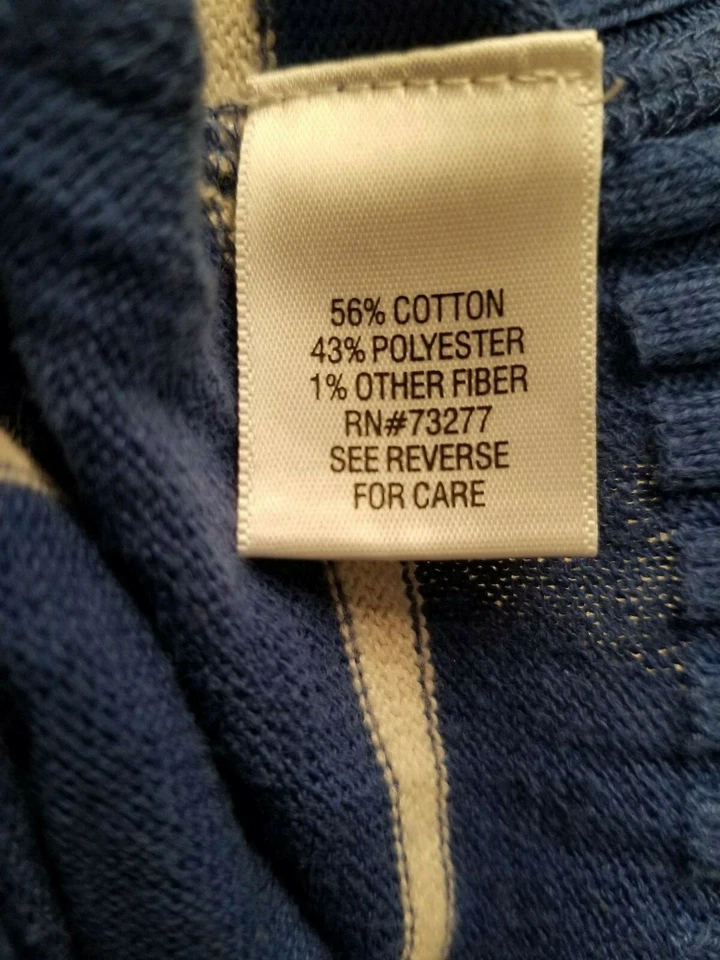 56% COTTON
43% POLYESTER
1% OTHER FIBER
RN#73277
SEE REVERSE
FOR CARE